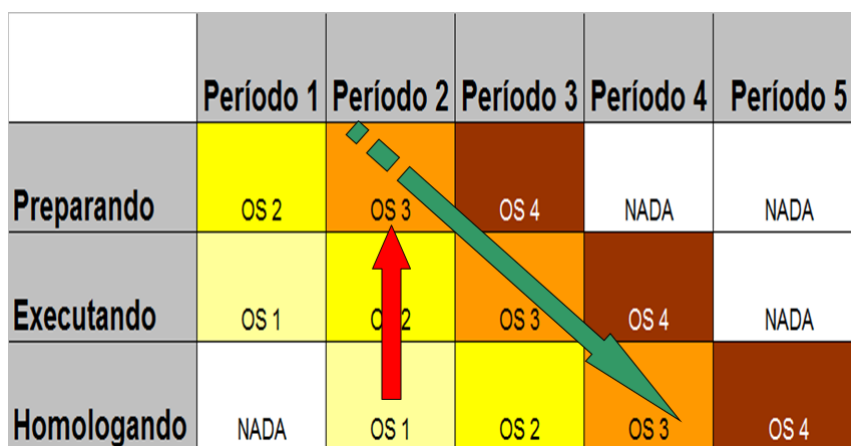 Período 1 Período 2 Período 3 Período 4 Período 5
Preparando OS 2 OS 3 OS 4 NADA NADA
Executando OS 1 OS 2 OS 3 OS 4 NADA
Homologando NADA OS 1 OS 2 OS 3 OS 4